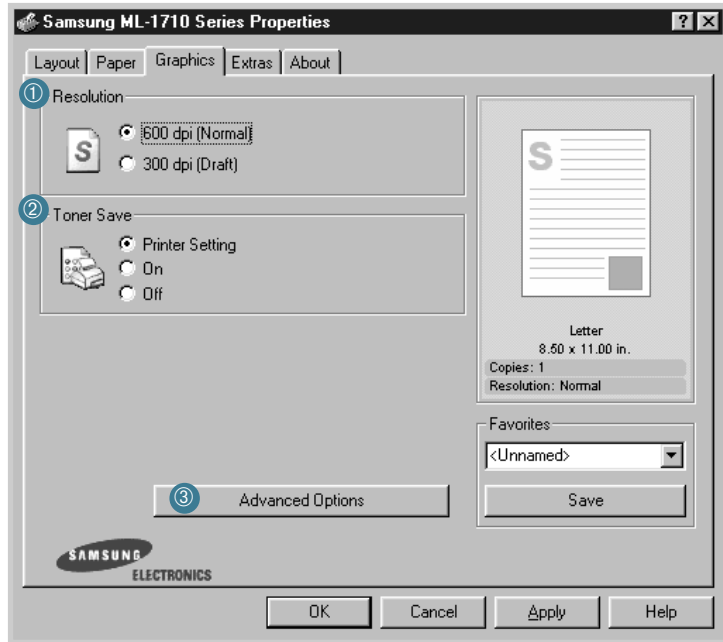 Samsung ML-1710 Series Properties
Layout Paper Graphics Extras About
① Resolution
S
600 dpi (Normal)
300 dpi (Draft)
② Toner Save
Printer Setting
On
Off
③ Advanced Options
S
Letter
8.50 x 11.00 in.
Copies: 1
Resolution: Normal
Favorites
<Unnamed>
Save
SAMSUNG
ELECTRONICS
OK Cancel Apply Help